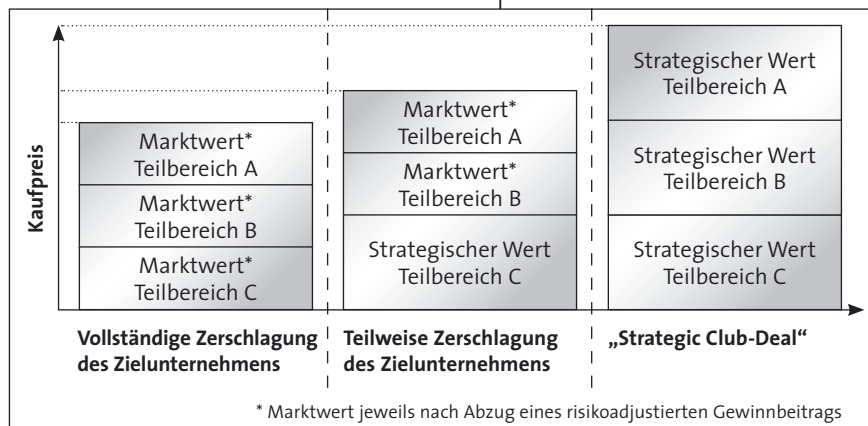 Kaufpreis
Marktwert*
Teilbereich A
Marktwert*
Teilbereich B
Marktwert*
Teilbereich C
Marktwert*
Teilbereich A
Marktwert*
Teilbereich B
Strategischer Wert
Teilbereich C
Strategischer Wert
Teilbereich A
Strategischer Wert
Teilbereich B
Strategischer Wert
Teilbereich C
Vollständige Zerschlagung
des Zielunternehmens
Teilweise Zerschlagung
des Zielunternehmens
„Strategic Club-Deal“
* Marktwert jeweils nach Abzug eines risikoadjustierten Gewinnbeitrags